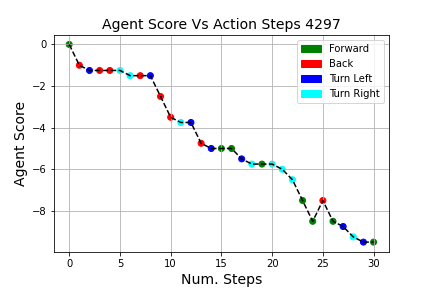 Agent Score Vs Action Steps 4297
Forward
Back
Turn Left
Turn Right
Agent Score
0
−2
−4
−6
−8
0 5 10 15 20 25 30
Num. Steps